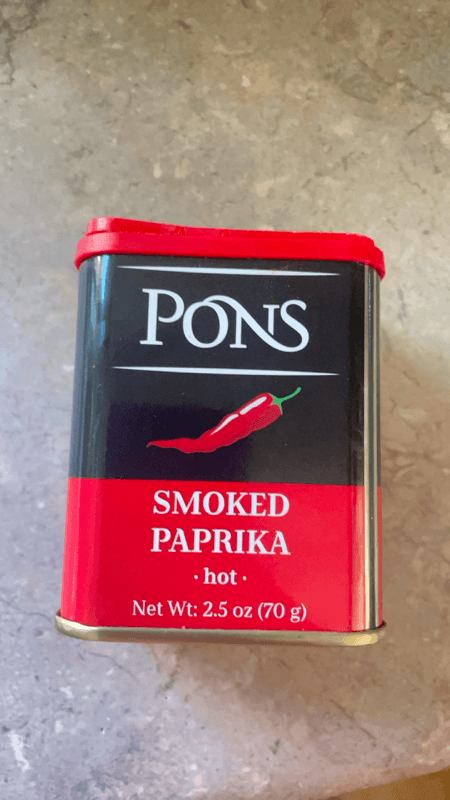 PONS
SMOKED
PAPRIKA
· hot ·
Net Wt: 2.5 oz (70 g)